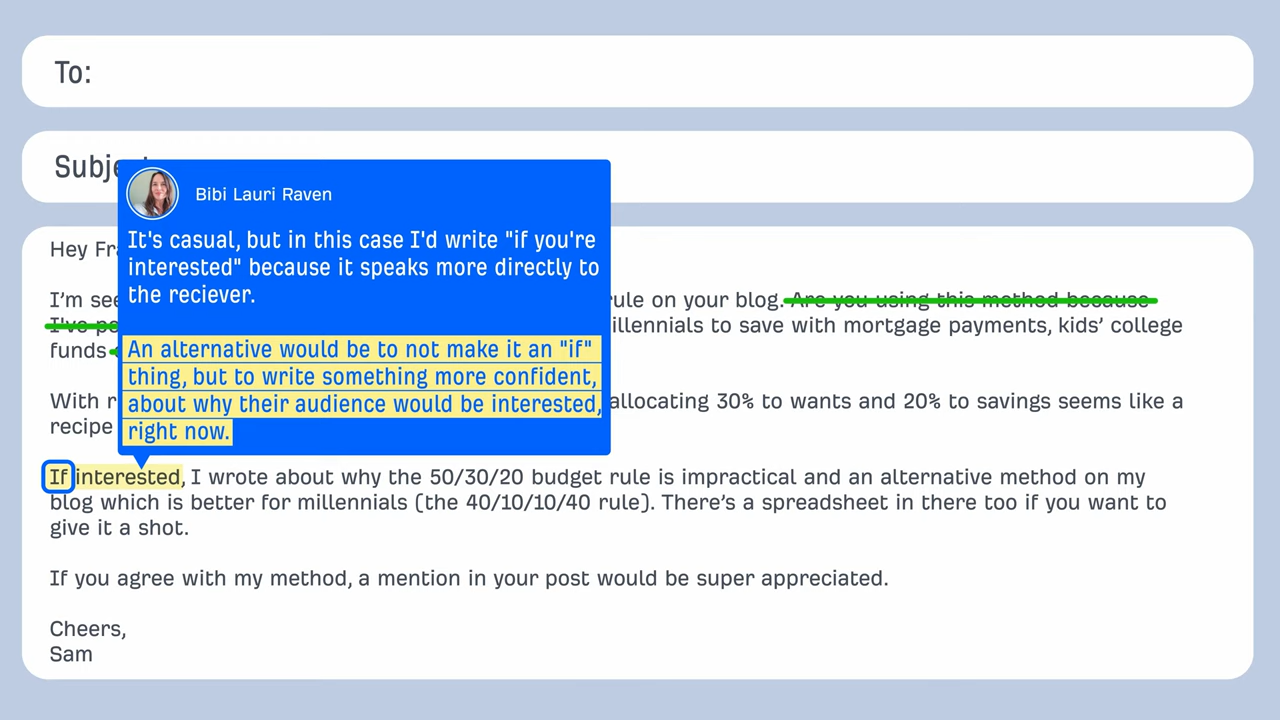 To:
Subject
Bibi Lauri Raven
It's casual, but in this case I'd write "if you're
interested" because it speaks more directly to
the reciever.
An alternative would be to not make it an "if"
thing, but to write something more confident,
about why their audience would be interested,
right now.
Hey
I'm rule on your blog. Are you using this method because
I've millennials to save with mortgage payments, kids' college
funds
With allocating 30% to wants and 20% to savings seems like a
recipe
If interested, I wrote about why the 50/30/20 budget rule is impractical and an alternative method on my
blog which is better for millennials (the 40/10/10/40 rule). There's a spreadsheet in there too if you want to
give it a shot.
If you agree with my method, a mention in your post would be super appreciated.
Cheers,
Sam